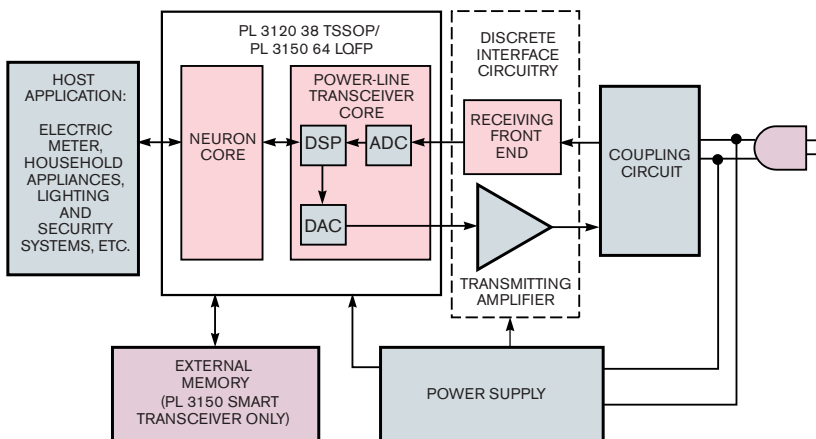 PL 3120 38 TSSOP/
PL 3150 64 LQFP
HOST
APPLICATION:
ELECTRIC
METER,
HOUSEHOLD
APPLIANCES,
LIGHTING
AND
SECURITY
SYSTEMS, ETC.
NEURON
CORE
POWER-LINE
TRANSCEIVER
CORE
DSP
ADC
DAC
DISCRETE
INTERFACE
CIRCUITRY
RECEIVING
FRONT
END
TRANSMITTING
AMPLIFIER
COUPLING
CIRCUIT
EXTERNAL
MEMORY
(PL 3150 SMART
TRANSCEIVER ONLY)
POWER SUPPLY